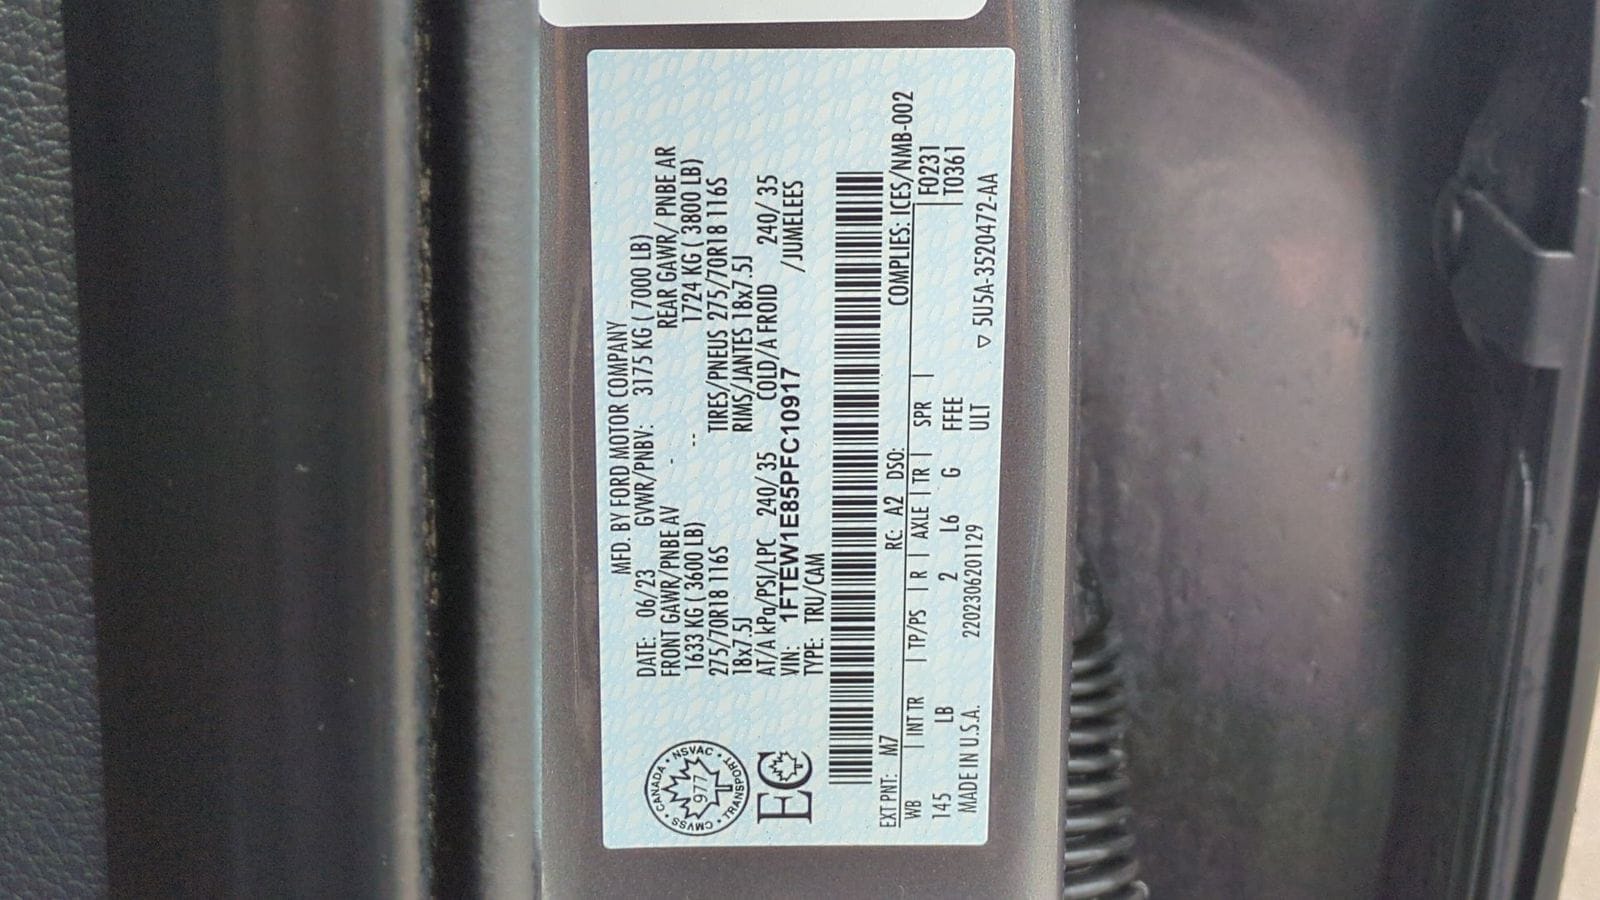 MFD. BY FORD MOTOR COMPANY
DATE: 06/23 GVWR/PNBV: 3175 KG ( 7000 LB)
FRONT GAWR/PNBE AV - REAR GAWR/ PNBE AR
1633 KG ( 3600 LB) -- 1724 KG ( 3800 LB)
275/70R18 116S TIRES/PNEUS 275/70R18 116S
18x7.5J RIMS/JANTES 18x7.5J
AT/A kPa/PSI/LPC 240/ 35 COLD/A FROID 240/ 35
VIN: 1FTEW1E85PFC10917 /JUMELEES
TYPE: TRU/CAM
CANADA • NSVAC • TRANSPORT • CMVSS •
977
EC
EXT PNT: M7 RC: A2 DSO: COMPLIES: ICES/NMB-002
WB | INT TR | TP/PS | R | AXLE | TR | SPR | F0231
145 LB 2 L6 G FFEE T0361
ULT
MADE IN U.S.A. 2202306201129 ▽ 5U5A-3520472-AA